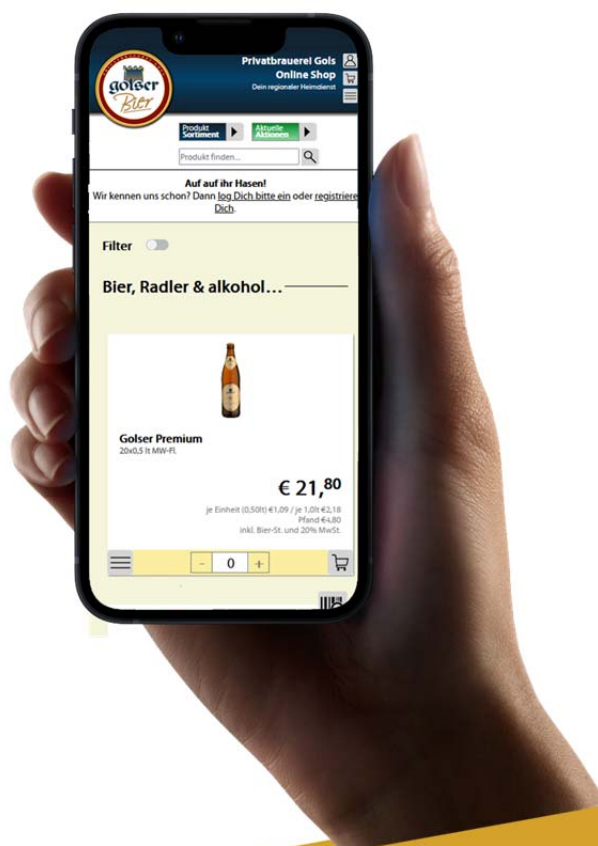 golser
Bier
Privatbrauerei Gols
Online Shop
Dein regionaler Heimdienst
Produkt
Sortiment
Aktuelle
Aktionen
Produkt finden...
Auf auf ihr Hasen!
Wir kennen uns schon? Dann log Dich bitte ein oder registriere
Dich.
Filter
Bier, Radler & alkohol...
Golser Premium
20x0,5 lt MW-Fl.
€ 21,80
je Einheit (0,50lt) €1,09 / je 1,0lt €2,18
Pfand €4,80
inkl. Bier-St. und 20% MwSt.
- 0 +